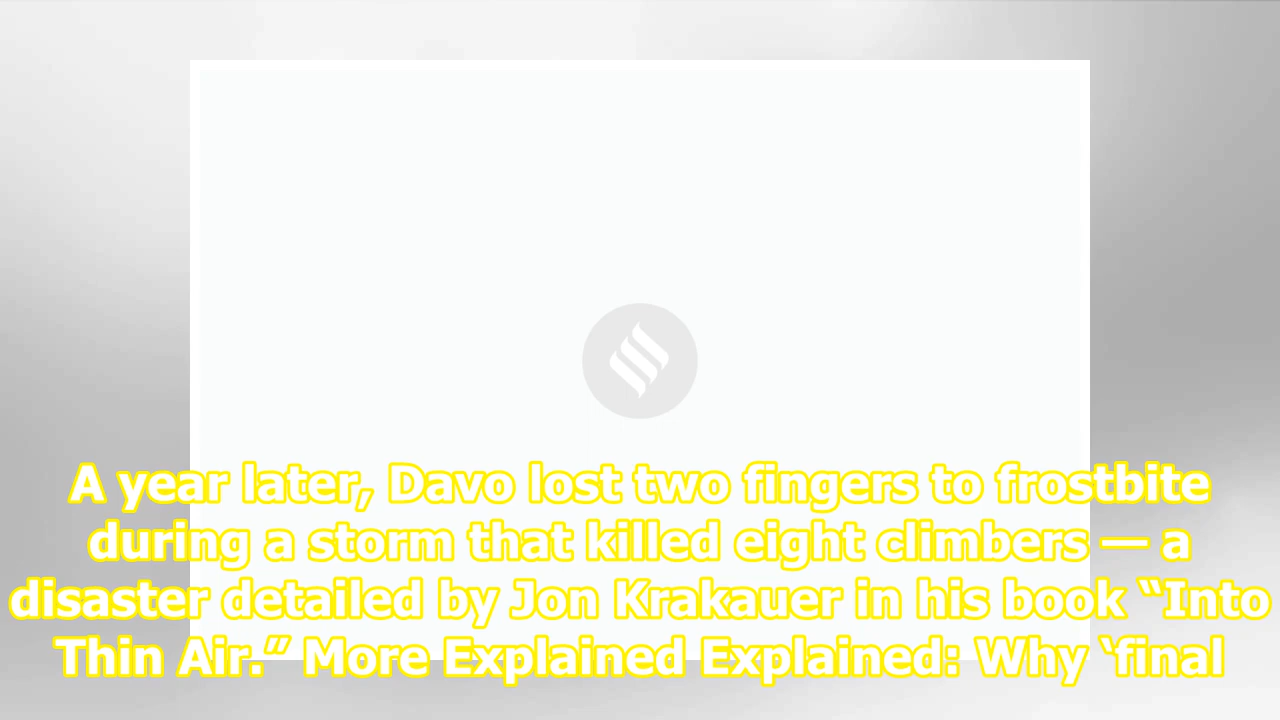 A year later, Davo lost two fingers to frostbite
during a storm that killed eight climbers — a
disaster detailed by Jon Krakauer in his book “Into
Thin Air.” More Explained Explained: Why ‘final